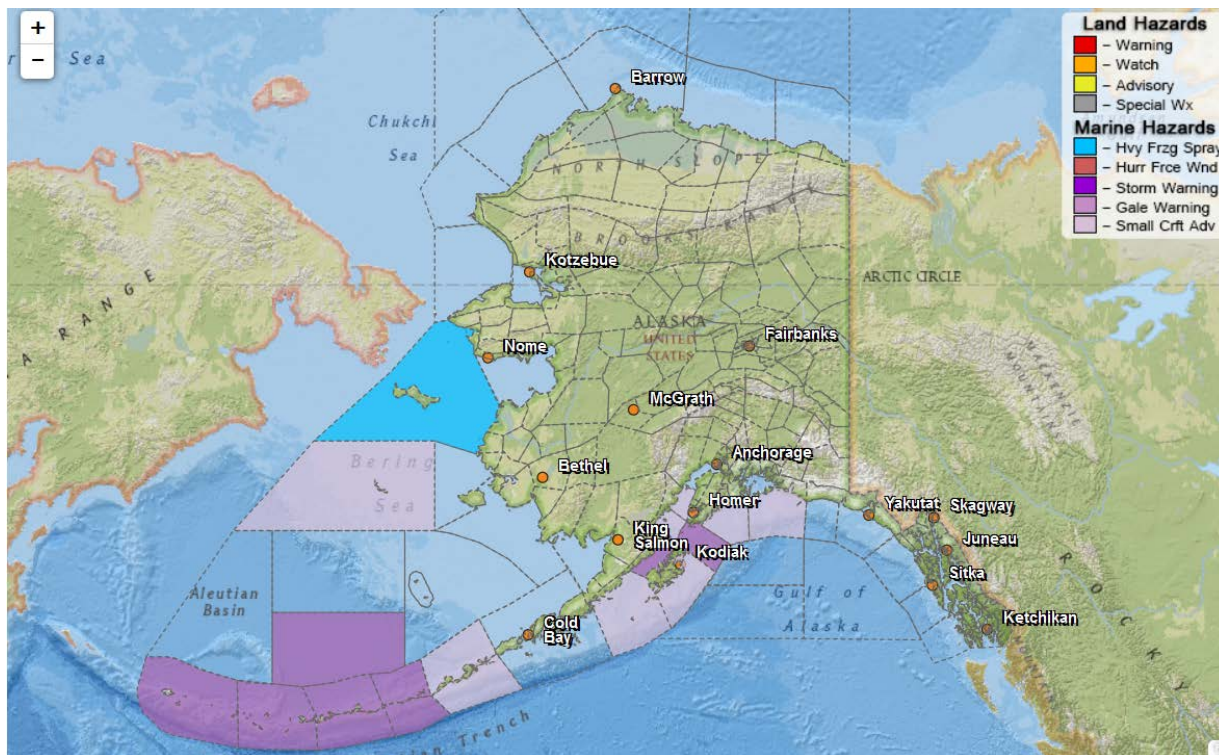 +
−
Sea
Chukchi
Sea
A RANGE
Barrow
NORTH SLOPE
BROOKS RANGE
Kotzebue
ARCTIC CIRCLE
ALASKA
UNITED
STATES
Fairbanks
Nome
McGrath
MACKENZIE
MOUNTAINS
Anchorage
Bering
Sea
Bethel
Homer
King
Salmon
Kodiak
Yakutat
Skagway
Juneau
Sitka
Ketchikan
ROCKY
Aleutian
Basin
Gulf of
Alaska
Cold
Bay
Trench
Land Hazards
– Warning
– Watch
– Advisory
– Special Wx
Marine Hazards
– Hvy Frzg Spray
– Hurr Frce Wnd
– Storm Warning
– Gale Warning
– Small Crft Adv